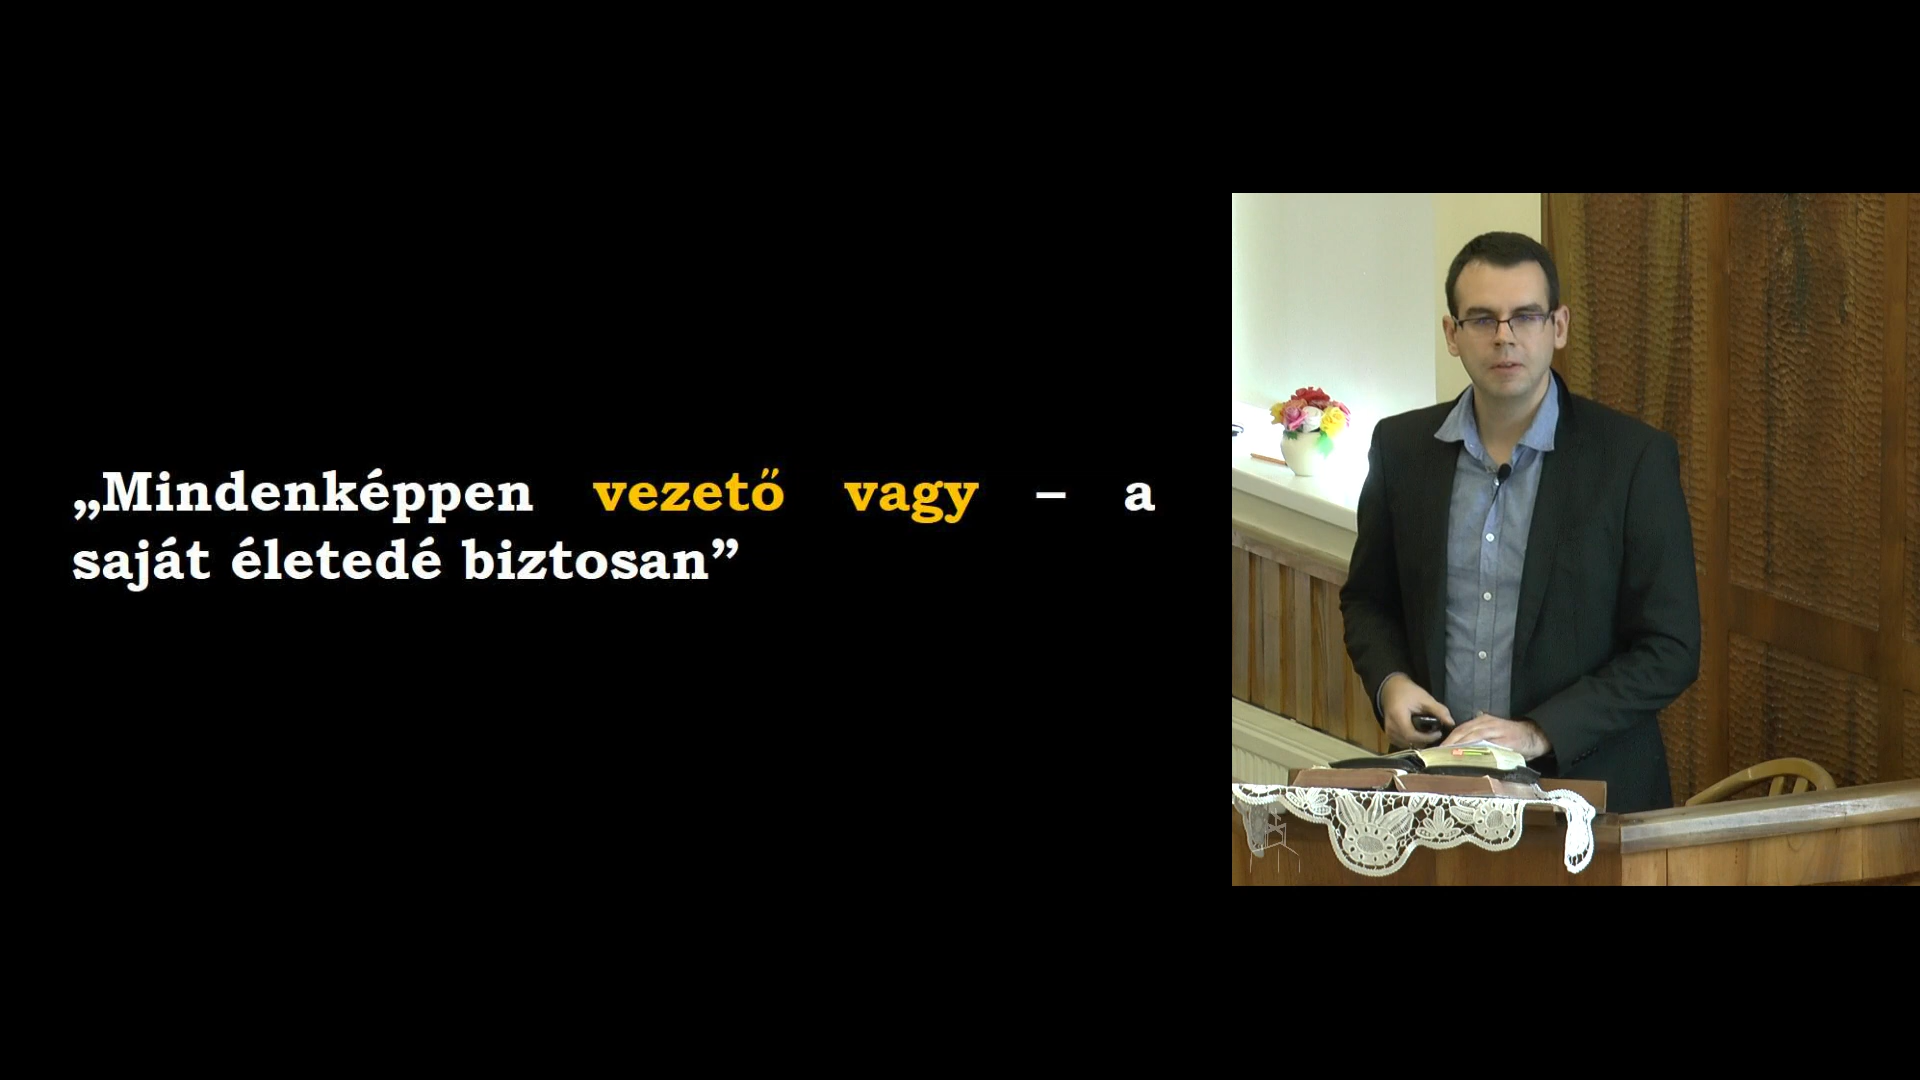 „Mindenképpen vezető vagy – a
saját életedé biztosan”